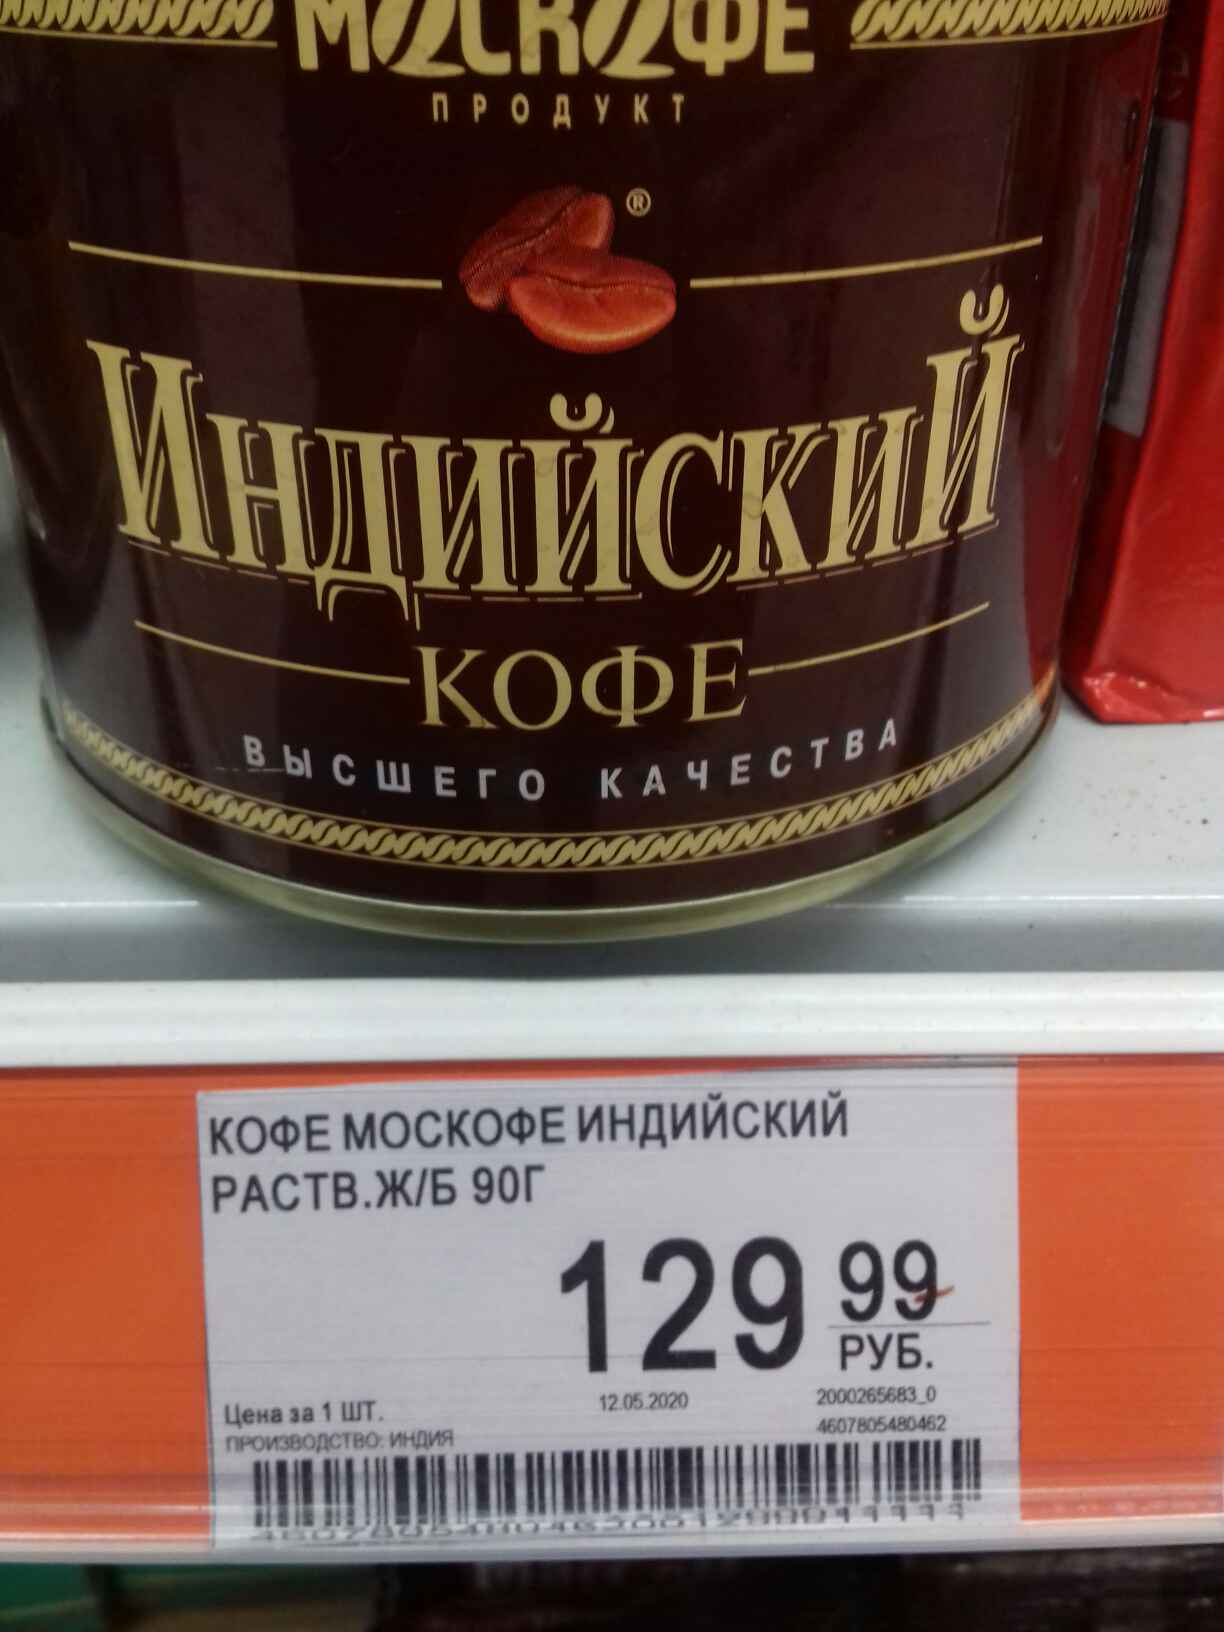 МОСКОФЕ
ПРОДУКТ
®
ИНДИЙСКИЙ
КОФЕ
ВЫСШЕГО КАЧЕСТВА
КОФЕ МОСКОФЕ ИНДИЙСКИЙ
РАСТВ.Ж/Б 90Г
129 99
РУБ.
Цена за 1 ШТ.
12.05.2020
2000265683_0
ПРОИЗВОДСТВО: ИНДИЯ
4607805480462